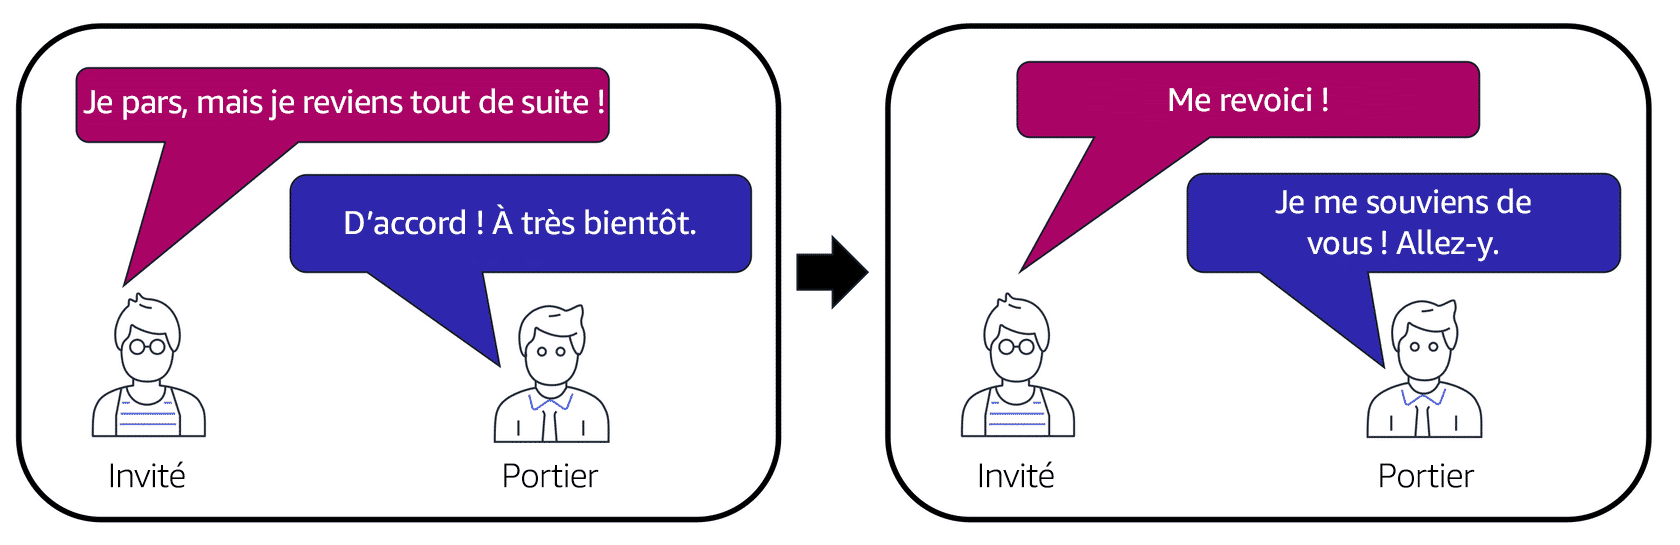 Je pars, mais je reviens tout de suite !
D’accord ! À très bientôt.
Invité
Portier
Me revoici !
Je me souviens de
vous ! Allez-y.
Invité
Portier